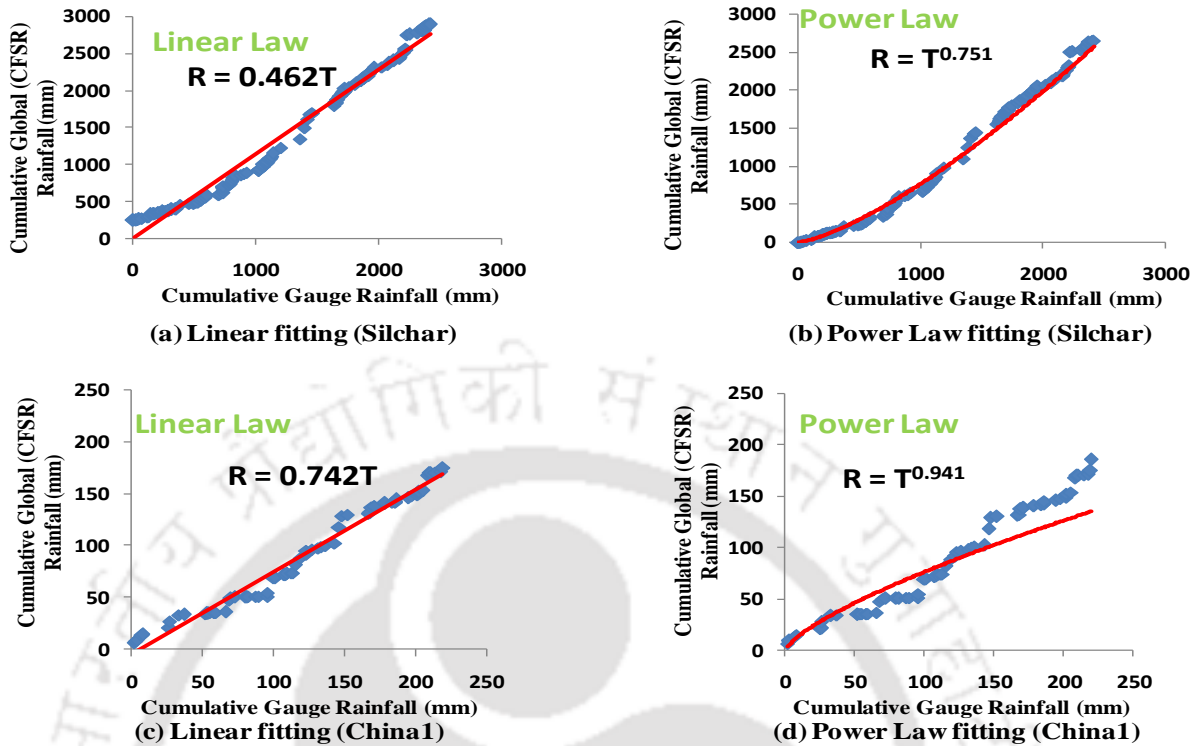 3000
2500
2000
1500
1000
500
0
0 1000 2000 3000
Cumulative Global (CFSR)
Rainfall (mm)
Linear Law
R = 0.462T
Cumulative Gauge Rainfall (mm)
(a) Linear fitting (Silchar)
3000
2500
2000
1500
1000
500
0
0 1000 2000 3000
Cumulative Global (CFSR)
Rainfall (mm)
Power Law
R = T^0.751
Cumulative Gauge Rainfall (mm)
(b) Power Law fitting (Silchar)
250
200
150
100
50
0
0 50 100 150 200 250
Cumulative Global (CFSR)
Rainfall (mm)
Linear Law
R = 0.742T
Cumulative Gauge Rainfall (mm)
(c) Linear fitting (China1)
250
200
150
100
50
0
0 50 100 150 200 250
Cumulative Global (CFSR)
Rainfall (mm)
Power Law
R = T^0.941
Cumulative Gauge Rainfall (mm)
(d) Power Law fitting (China1)